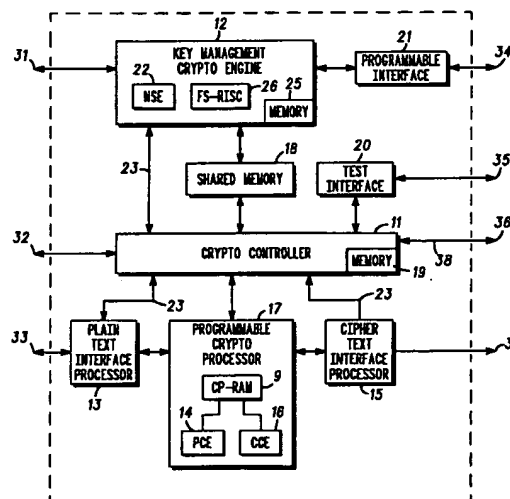 12
31
KEY MANAGEMENT
CRYPTO ENGINE
22
NSE
26
FS-RISC
25
MEMORY
21
PROGRAMMABLE
INTERFACE
34
23
18
SHARED MEMORY
20
TEST
INTERFACE
35
11
32
CRYPTO CONTROLLER
MEMORY
19
36
38
23
17
23
33
PLAIN
TEXT
INTERFACE
PROCESSOR
13
PROGRAMMABLE
CRYPTO
PROCESSOR
CP-RAM
9
14
PCE
16
CCE
CIPHER
TEXT
INTERFACE
PROCESSOR
15